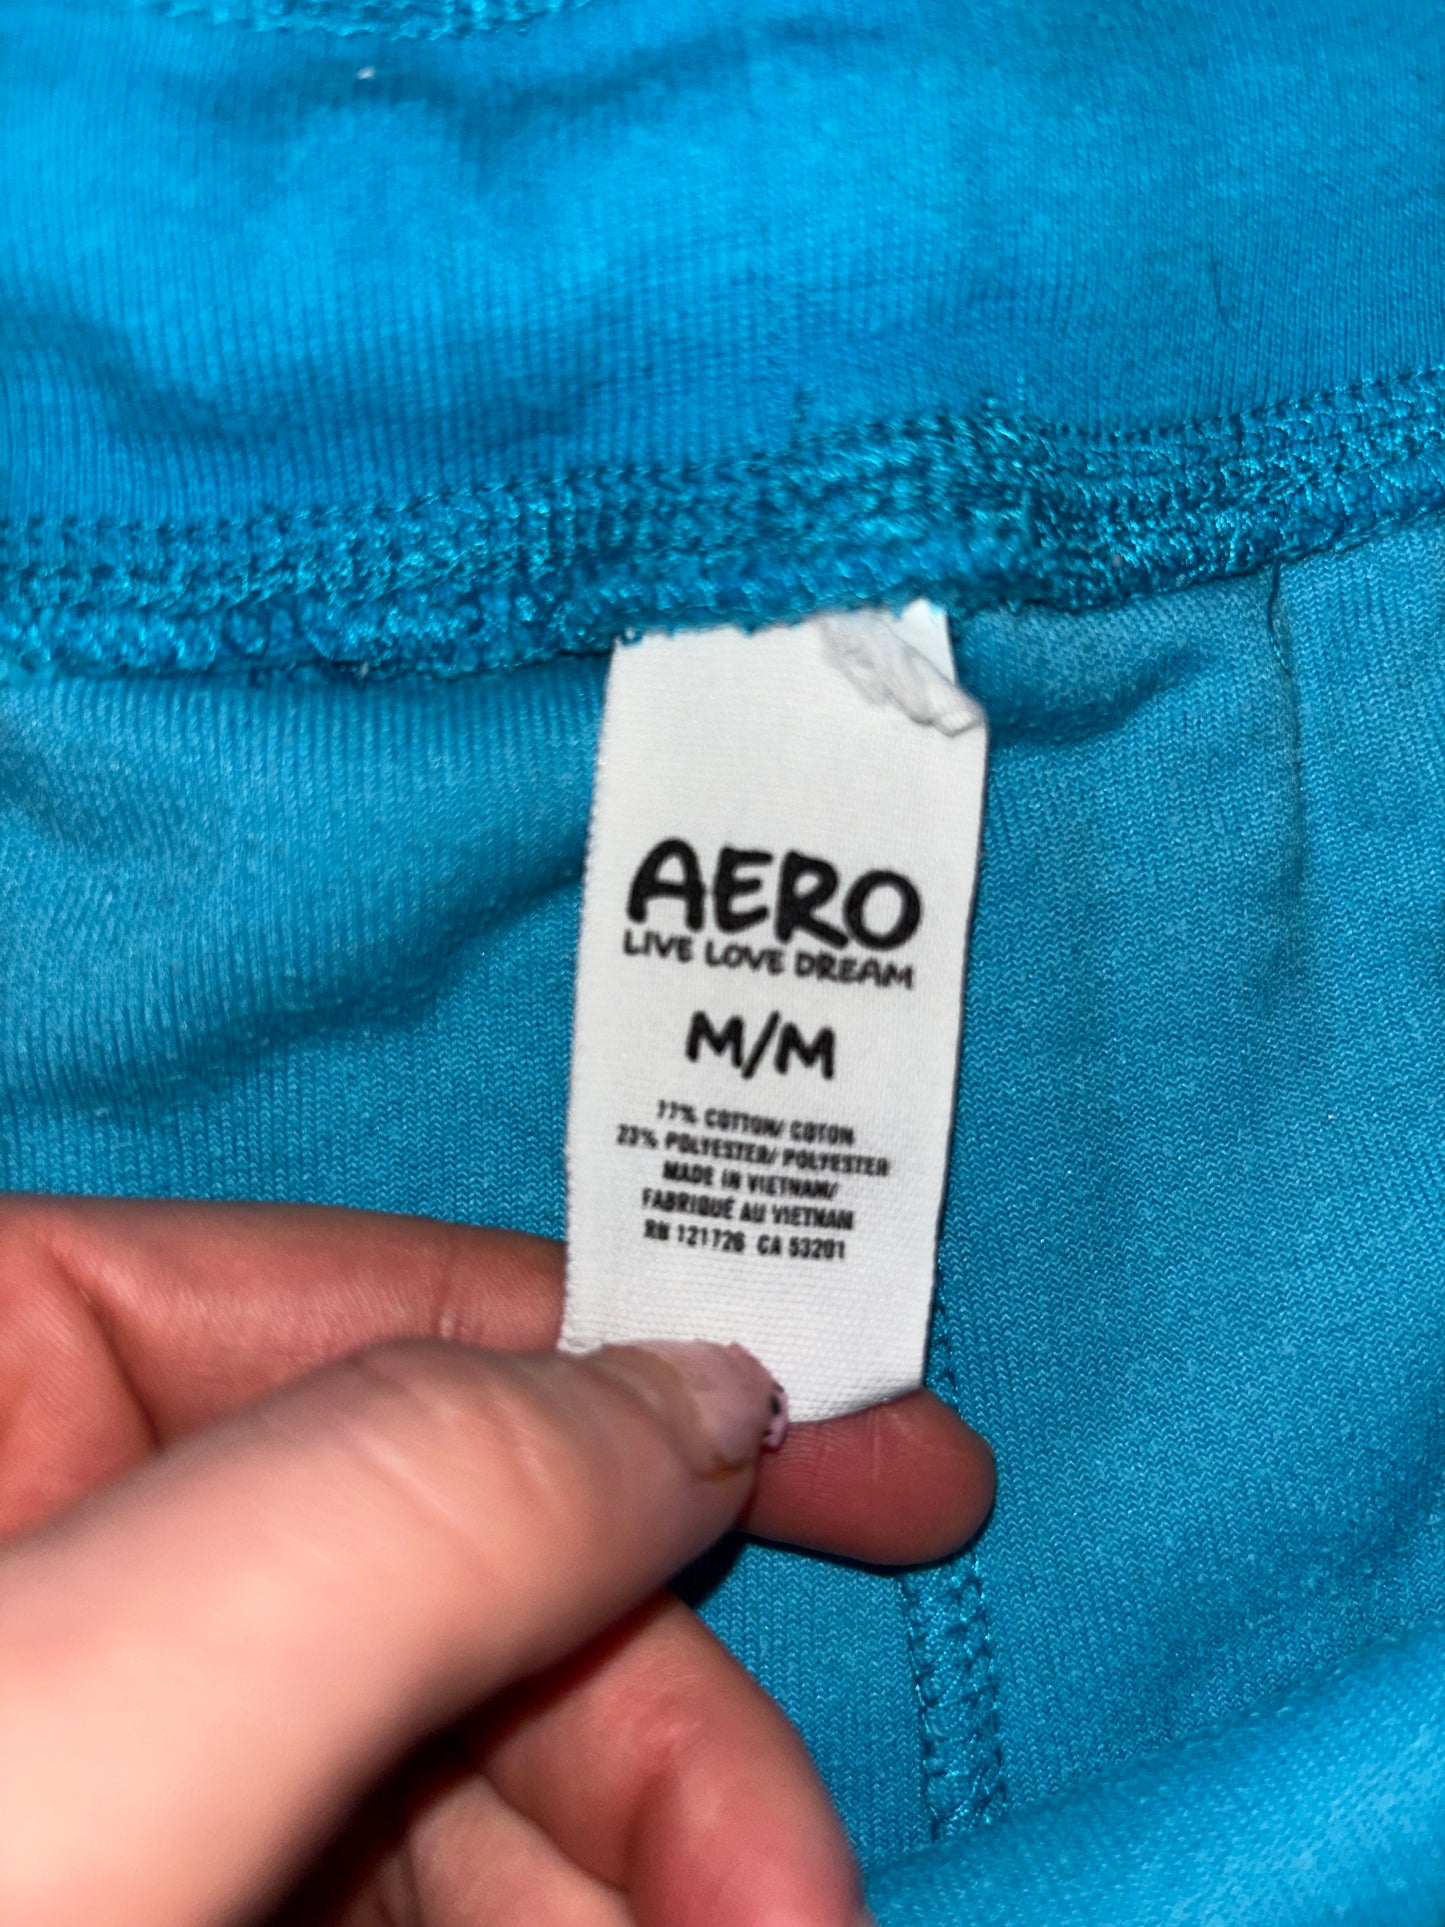 AERO
LIVE LOVE DREAM
M/M
77% COTTON/ COTON
23% POLYESTER/ POLYESTER
MADE IN VIETNAM/
FABRIQUÉ AU VIETNAM
RN 121726 CA 53201